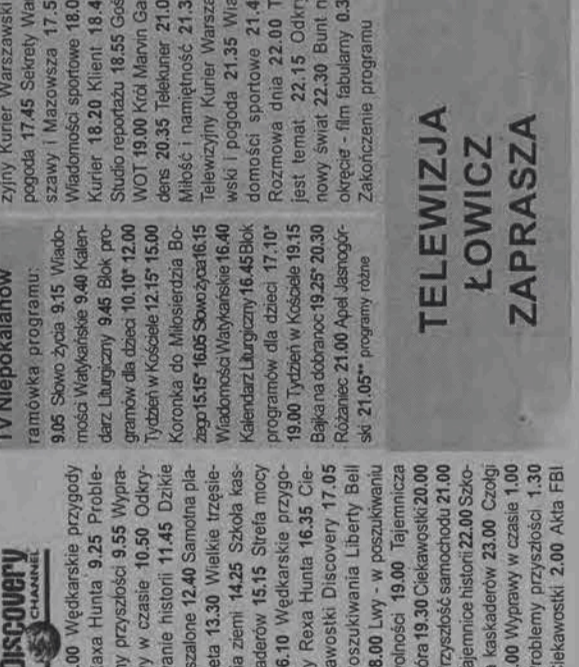 Discovery
CHANNEL
.00 Wędkarskie przygody
laxa Hunta 9.25 Proble-
ny przyszłości 9.55 Wypra-
ry w czasie 10.50 Odkry-
anie historii 11.45 Dzikie
szalone 12.40 Samotna pla-
eta 13.30 Wielkie trzęsie-
ia ziemi 14.25 Szkoła kas-
aderów 15.15 Strefa mocy
6.10 Wędkarskie przygo-
y Rexa Hunta 16.35 Cie-
awostki Discovery 17.05
oszukiwania Liberty Bell
8.00 Lwy - w poszukiwaniu
olności 19.00 Tajemnicza
óra 19.30 Ciekawostki 20.00
rzyszłość samochodu 21.00
ajemnice historii 22.00 Szko-
kaskaderów 23.00 Czołgi
.00 Wyprawy w czasie 1.00
roblemy przyszłości 1.30
iekawostki 2.00 Akta FBI
TV Niepokalanów
ramówka programu:
9.05 Słowo życia 9.15 Wiado-
mości Watykańskie 9.40 Kalen-
darz Liturgiczny 9.45 Blok pro-
gramów dla dzieci 10.10* 12.00
Tydzień w Kościele 12.15* 15.00
Koronka do Miłosierdzia Bo-
żego 15.15* 16.05 Słowo życia 16.15
Wiadomości Watykańskie 16.40
Kalendarz Liturgiczny 16.45 Blok
programów dla dzieci 17.10*
19.00 Tydzień w Kościele 19.15
Bajka na dobranoc 19.25* 20.30
Różaniec 21.00 Apel Jasnogór-
ski 21.05** programy różne
zyjny Kurier Warszawski
pogoda 17.45 Sekrety War
szawy i Mazowsza 17.5
Wiadomości sportowe 18.0
Kurier 18.20 Klient 18.4
Studio reportażu 18.55 Goś
WOT 19.00 Król Marvin Ga
dens 20.35 Telekurier 21.0
Miłość i namiętność 21.3
Telewizyjny Kurier Warsza
wski i pogoda 21.35 Wia
domości sportowe 21.4
Rozmowa dnia 22.00 T
jest temat 22.15 Odkry
nowy świat 22.30 Bunt n
okręcie - film fabularny 0.3
Zakończenie programu
TELEWIZJA
ŁOWICZ
ZAPRASZA